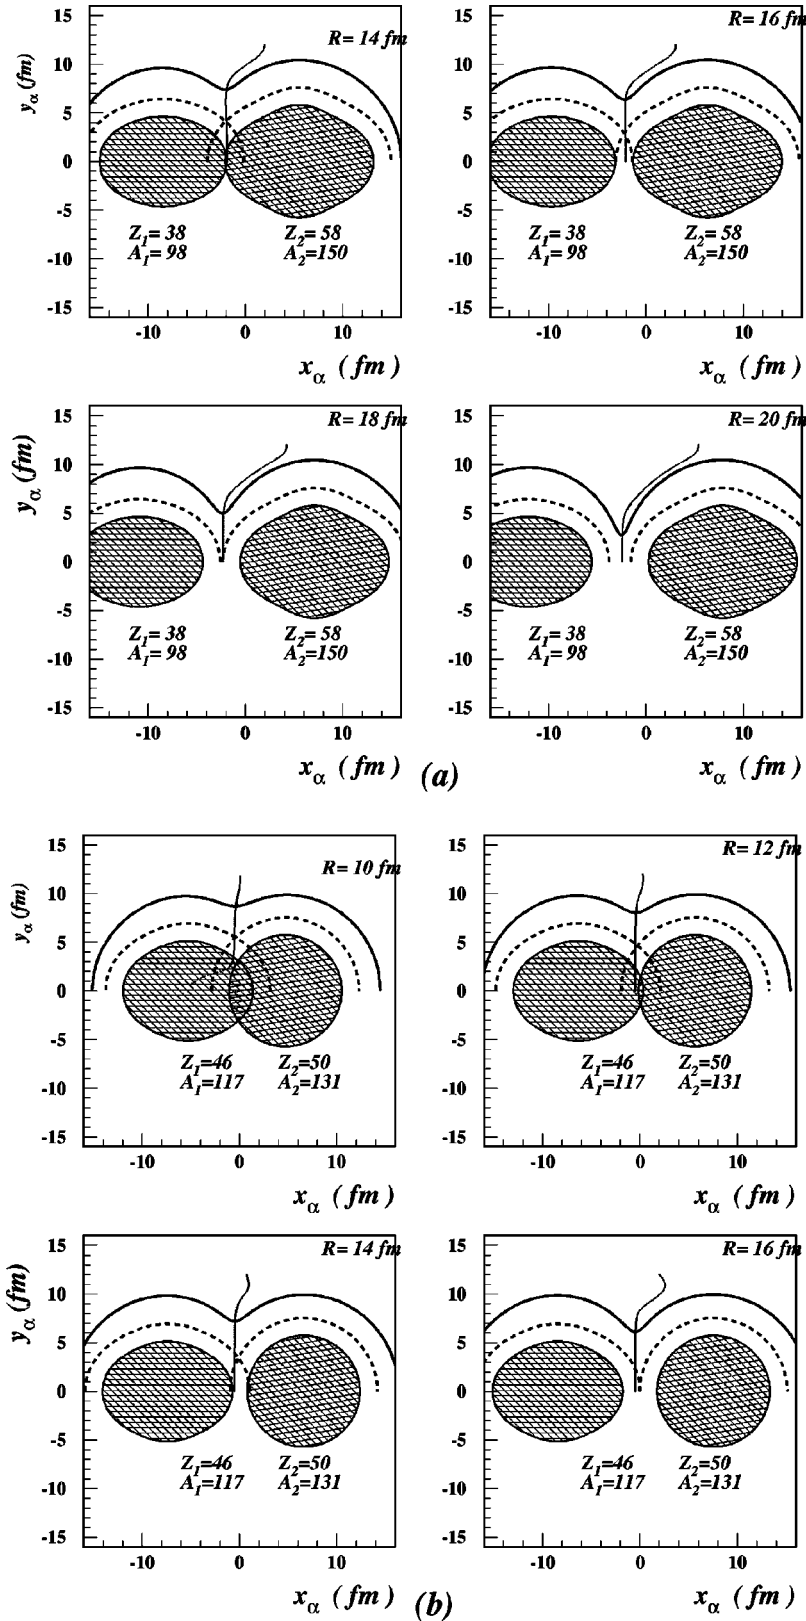 R= 14 fm
R= 16 fm
y_α (fm)
15
10
5
0
-5
-10
-15
Z_1= 38
A_1= 98
Z_2= 58
A_2=150
-10 0 10
x_α ( fm )
15
10
5
0
-5
-10
-15
Z_1= 38
A_1= 98
Z_2= 58
A_2=150
-10 0 10
x_α ( fm )
R= 18 fm
R= 20 fm
y_α (fm)
15
10
5
0
-5
-10
-15
Z_1= 38
A_1= 98
Z_2= 58
A_2=150
-10 0 10
x_α ( fm )
15
10
5
0
-5
-10
-15
Z_1= 38
A_1= 98
Z_2= 58
A_2=150
-10 0 10
x_α ( fm )
(a)
R= 10 fm
R= 12 fm
y_α (fm)
15
10
5
0
-5
-10
-15
Z_1=46
A_1=117
Z_2=50
A_2=131
-10 0 10
x_α ( fm )
15
10
5
0
-5
-10
-15
Z_1=46
A_1=117
Z_2=50
A_2=131
-10 0 10
x_α ( fm )
R= 14 fm
R= 16 fm
y_α (fm)
15
10
5
0
-5
-10
-15
Z_1=46
A_1=117
Z_2=50
A_2=131
-10 0 10
x_α ( fm )
15
10
5
0
-5
-10
-15
Z_1=46
A_1=117
Z_2=50
A_2=131
-10 0 10
x_α ( fm )
(b)